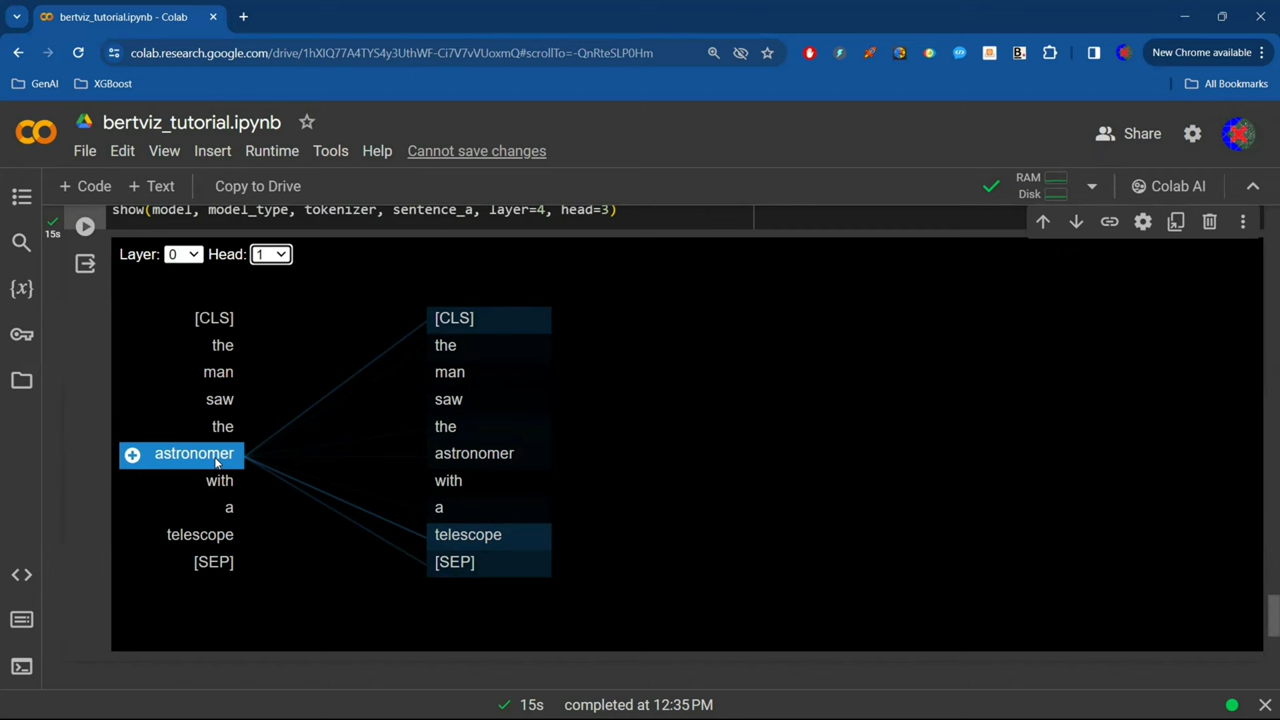 bertviz_tutorial.ipynb - Colab
colab.research.google.com/drive/1hXIQ77A4TYS4y3UthWF-Ci7V7vVUoxmQ#scrollTo=-QnRteSLP0Hm
New Chrome available
GenAI
XGBoost
All Bookmarks
bertviz_tutorial.ipynb
Share
File Edit View Insert Runtime Tools Help Cannot save changes
+ Code + Text Copy to Drive
RAM
Disk
Colab AI
show(model, model_type, tokenizer, sentence_a, layer=4, head=3)
15s
Layer: 0 Head: 1
[CLS] [CLS]
the the
man man
saw saw
the the
astronomer astronomer
with with
a a
telescope telescope
[SEP] [SEP]
15s completed at 12:35 PM